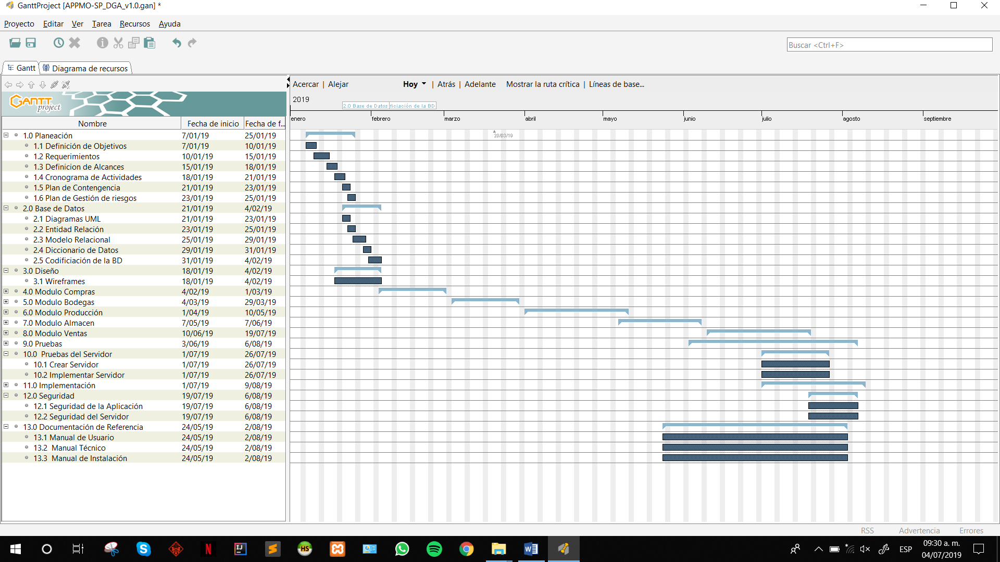 GanttProject [APPMO-SP_DGA_v1.0.gan] *
Proyecto Editar Ver Tarea Recursos Ayuda
Buscar <Ctrl+F>
Gantt Diagrama de recursos
Acercar | Alejar Hoy | Atrás | Adelante Mostrar la ruta crítica | Líneas de base...
GANTT project
2019
2.0 Base de Datos ficiación de la BD
enero febrero marzo abril mayo junio julio agosto septiembre
Nombre Fecha de inicio Fecha de f...
20/03/19
1.0 Planeación 7/01/19 25/01/19
1.1 Definición de Objetivos 7/01/19 10/01/19
1.2 Requerimientos 10/01/19 15/01/19
1.3 Definicion de Alcances 15/01/19 18/01/19
1.4 Cronograma de Actividades 18/01/19 21/01/19
1.5 Plan de Contengencia 21/01/19 23/01/19
1.6 Plan de Gestión de riesgos 23/01/19 25/01/19
2.0 Base de Datos 21/01/19 4/02/19
2.1 Diagramas UML 21/01/19 23/01/19
2.2 Entidad Relación 23/01/19 25/01/19
2.3 Modelo Relacional 25/01/19 29/01/19
2.4 Diccionario de Datos 29/01/19 31/01/19
2.5 Codificiación de la BD 31/01/19 4/02/19
3.0 Diseño 18/01/19 4/02/19
3.1 Wireframes 18/01/19 4/02/19
4.0 Modulo Compras 4/02/19 1/03/19
5.0 Modulo Bodegas 4/03/19 29/03/19
6.0 Modulo Producción 1/04/19 10/05/19
7.0 Modulo Almacen 7/05/19 7/06/19
8.0 Modulo Ventas 10/06/19 19/07/19
9.0 Pruebas 3/06/19 6/08/19
10.0 Pruebas del Servidor 1/07/19 26/07/19
10.1 Crear Servidor 1/07/19 26/07/19
10.2 Implementar Servidor 1/07/19 26/07/19
11.0 Implementación 1/07/19 9/08/19
12.0 Seguridad 19/07/19 6/08/19
12.1 Seguridad de la Aplicación 19/07/19 6/08/19
12.2 Seguridad del Servidor 19/07/19 6/08/19
13.0 Documentación de Referencia 24/05/19 2/08/19
13.1 Manual de Usuario 24/05/19 2/08/19
13.2 Manual Técnico 24/05/19 2/08/19
13.3 Manual de Instalación 24/05/19 2/08/19
RSS Advertencia Errores
ESP 09:30 a. m.
04/07/2019